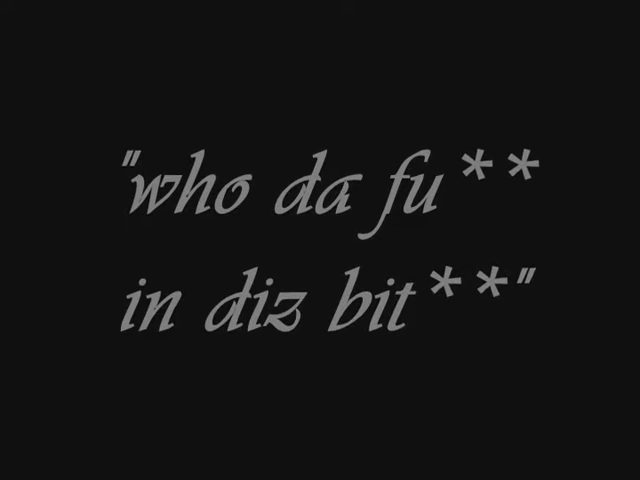 "who da fu**
in diz bit**"